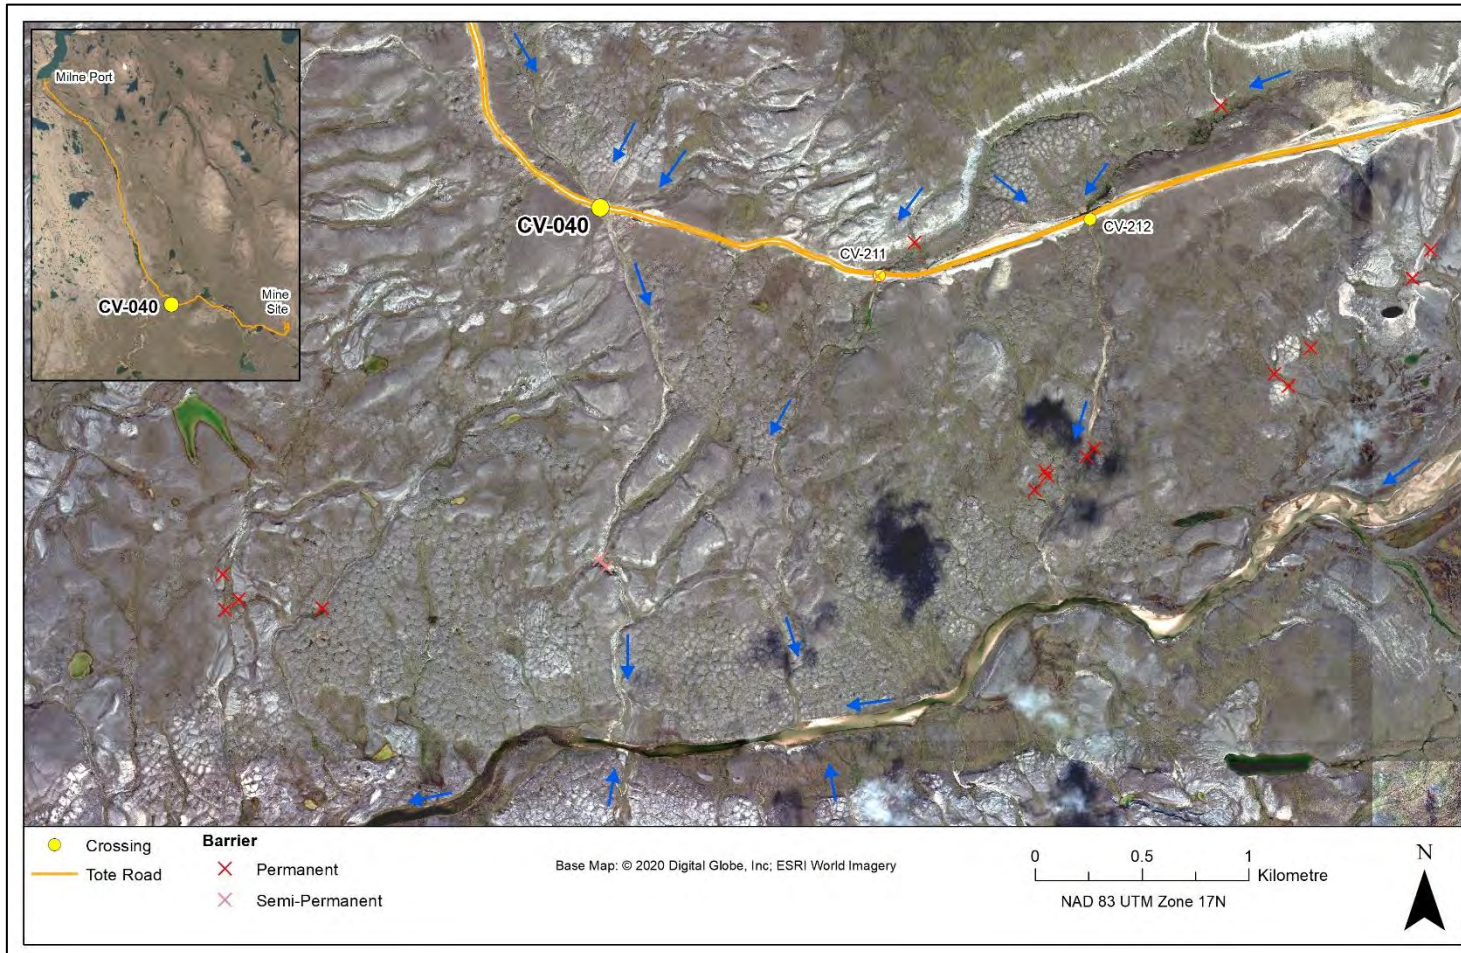 Milne Port
CV-040
Mine
Site
CV-040
CV-211
CV-212
Crossing
Tote Road
Barrier
Permanent
Semi-Permanent
Base Map: © 2020 Digital Globe, Inc; ESRI World Imagery
0 0.5 1
Kilometre
NAD 83 UTM Zone 17N
N